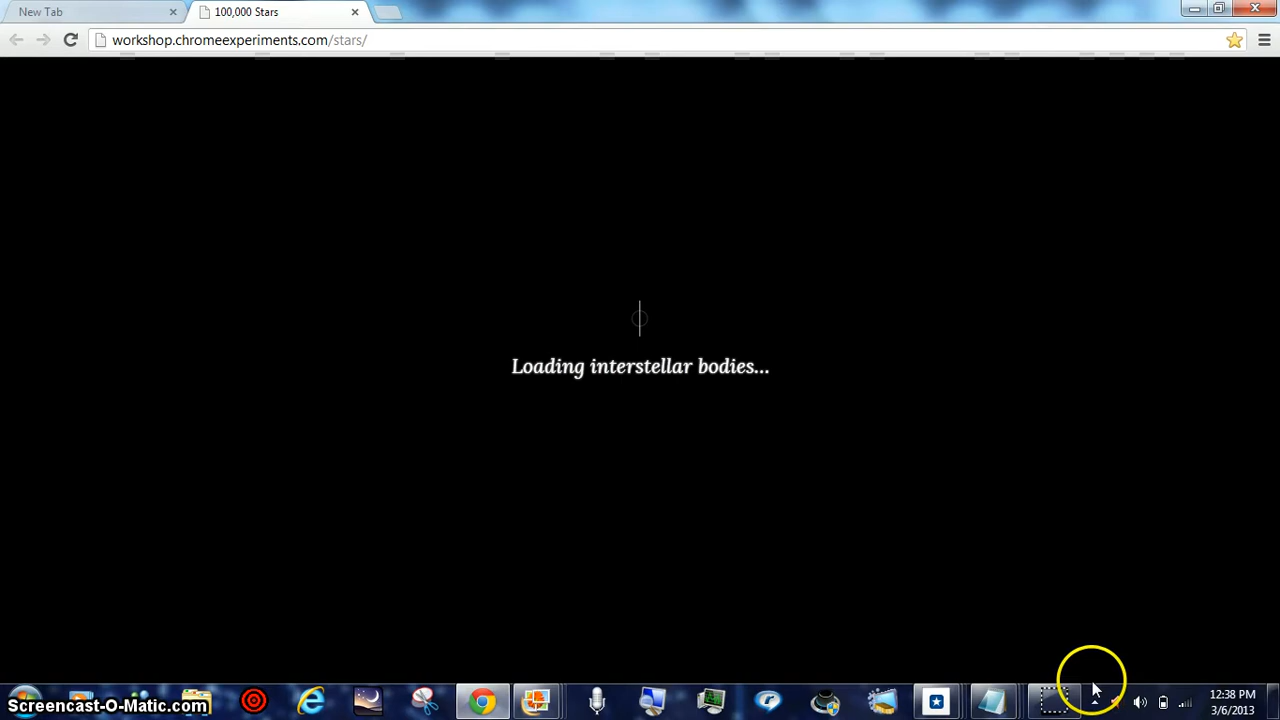 New Tab
100,000 Stars
workshop.chromeexperiments.com/stars/
Loading interstellar bodies...
12:38 PM
3/6/2013
Screencast-O-Matic.com